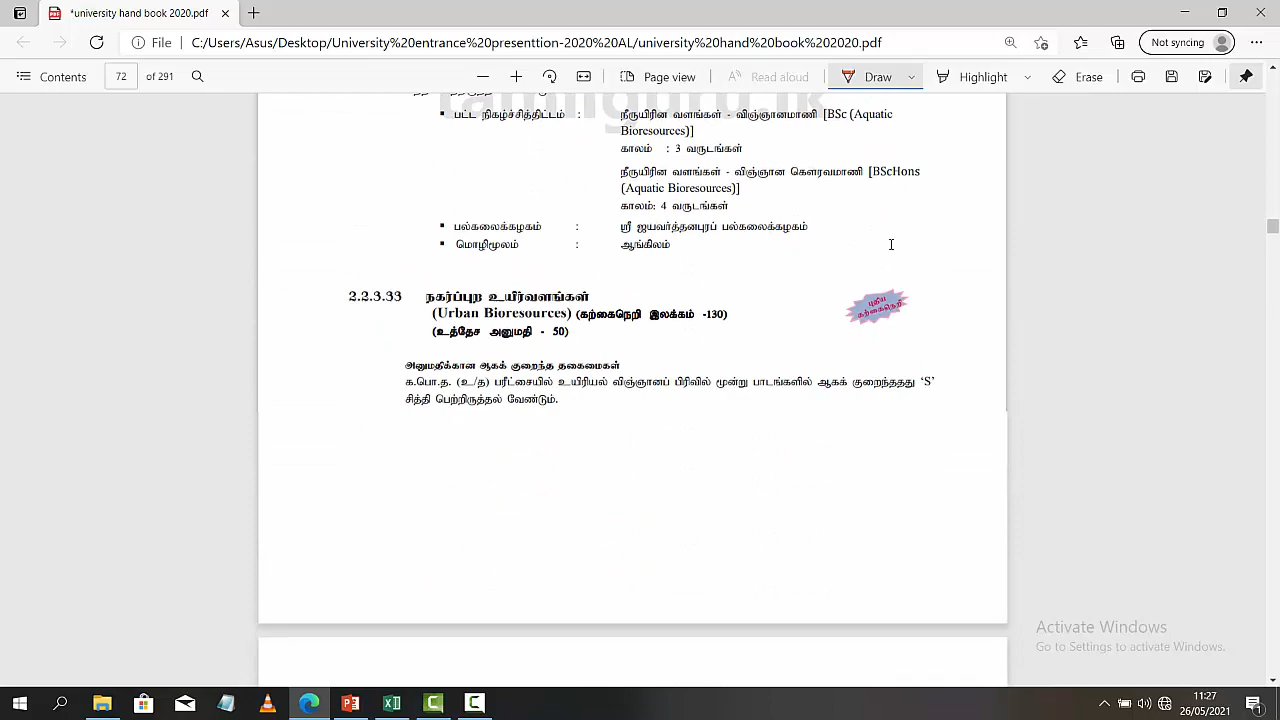 *university hand book 2020.pdf
File
C:/Users/Asus/Desktop/University%20entrance%20presenttion-2020%20AL/university%20hand%20book%202020.pdf
Not syncing
Contents
72
of 291
Page view
Read aloud
Draw
Highlight
Erase
tamilguru.lk
▪ பட்ட நிகழ்ச்சித்திட்டம் : நீருயிரின வளங்கள் - விஞ்ஞானமாணி [BSc (Aquatic
Bioresources)]
காலம் : 3 வருடங்கள்
நீருயிரின வளங்கள் - விஞ்ஞான கௌரவமாணி [BScHons
(Aquatic Bioresources)]
காலம்: 4 வருடங்கள்
▪ பல்கலைக்கழகம் : ஸ்ரீ ஜயவர்த்தனபுரப் பல்கலைக்கழகம்
▪ மொழிமூலம் : ஆங்கிலம்
2.2.3.33 நகர்ப்புற உயிர்வளங்கள்
(Urban Bioresources) (கற்கைநெறி இலக்கம் -130)
(உத்தேச அனுமதி - 50)
புதிய
கற்கைநெறி
அனுமதிக்கான ஆகக் குறைந்த தகைமைகள்
க.பொ.த. (உ/த) பரீட்சையில் உயிரியல் விஞ்ஞானப் பிரிவில் மூன்று பாடங்களில் ஆகக் குறைந்ததது ‘S’
சித்தி பெற்றிருத்தல் வேண்டும்.
Activate Windows
Go to Settings to activate Windows.
11:27
26/05/2021